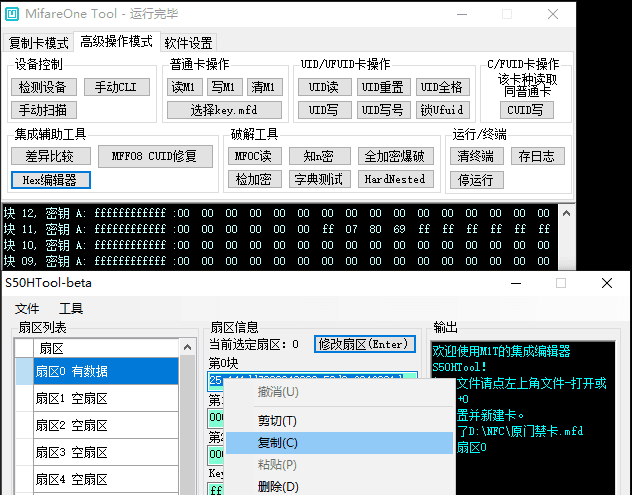 MifareOne Tool - 运行完毕
复制卡模式 高级操作模式 软件设置
设备控制 普通卡操作 UID/UFUID卡操作 C/FUID卡操作
检测设备 手动CLI 读M1 写M1 清M1 UID读 UID重置 UID全格 该卡种读取
同普通卡
手动扫描 选择key.mfd UID写 UID写号 锁Ufuid CUID写
集成辅助工具 破解工具 运行/终端
差异比较 MFF08 CUID修复 MFOC读 知n密 全加密爆破 清终端 存日志
Hex编辑器 检加密 字典测试 HardNested 停运行
块 12, 密钥 A: ffffffffffff :00 00 00 00 00 00 00 00 00 00 00 00 00 00 00 00
块 11, 密钥 A: ffffffffffff :00 00 00 00 00 00 ff 07 80 69 ff ff ff ff ff ff
块 10, 密钥 A: ffffffffffff :00 00 00 00 00 00 00 00 00 00 00 00 00 00 00 00
块 09, 密钥 A: ffffffffffff :00 00 00 00 00 00 00 00 00 00 00 00 00 00 00 00
S50HTool-beta
文件 工具
扇区列表 扇区信息 输出
扇区
扇区0 有数据
扇区1 空扇区
扇区2 空扇区
扇区3 空扇区
扇区4 空扇区
当前选定扇区: 0 修改扇区(Enter)
第0块
第1
000
第2
000
Key
ff
撤消(U)
剪切(T)
复制(C)
粘贴(P)
删除(D)
欢迎使用M1T的集成编辑器
S50HTool!
文件请点左上角文件-打开或
+O
置并新建卡。
了D:\NFC\原门禁卡.mfd
扇区0